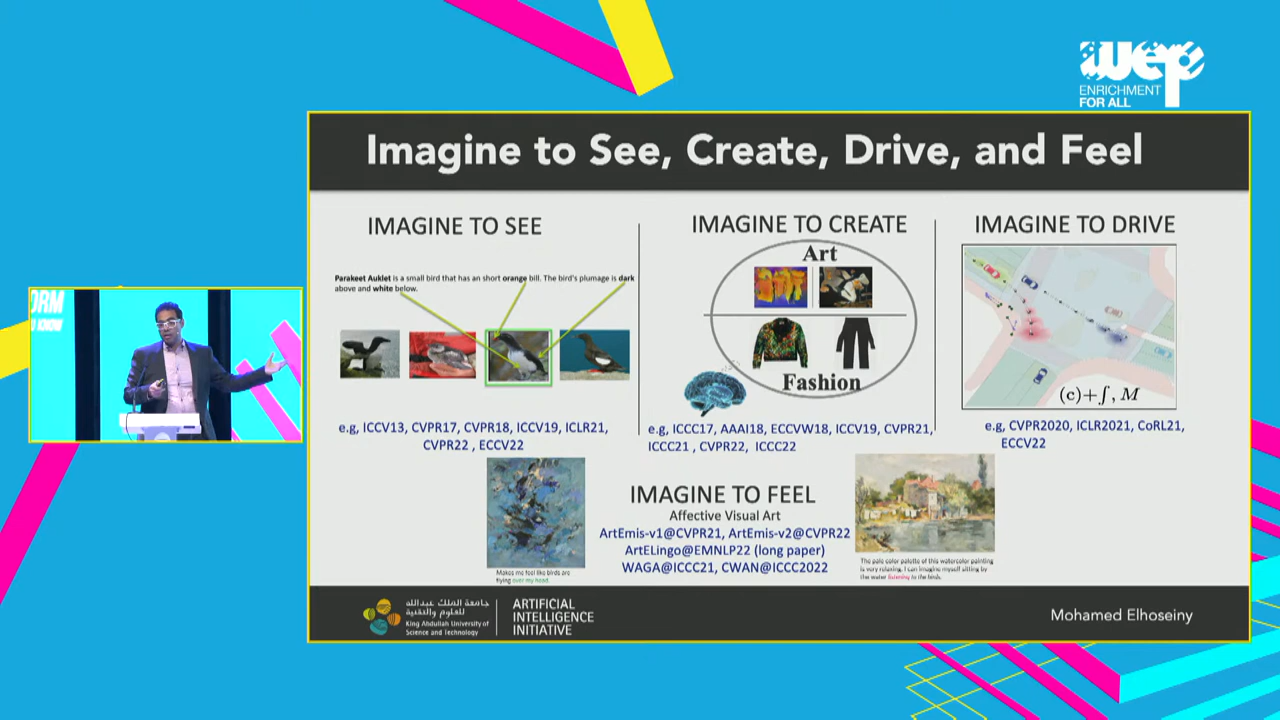 wep
ENRICHMENT
FOR ALL
Imagine to See, Create, Drive, and Feel
IMAGINE TO SEE
Parakeet Auklet is a small bird that has an short orange bill. The bird's plumage is dark
above and white below.
e.g, ICCV13, CVPR17, CVPR18, ICCV19, ICLR21,
CVPR22 , ECCV22
IMAGINE TO CREATE
Art
Fashion
e.g, ICCC17, AAAI18, ECCVW18, ICCV19, CVPR21,
ICCC21 , CVPR22, ICCC22
IMAGINE TO DRIVE
(c)+∫, M
e.g, CVPR2020, ICLR2021, CoRL21,
ECCV22
ORM
O KNOW
Makes me feel like birds are
flying over my head.
IMAGINE TO FEEL
Affective Visual Art
ArtEmis-v1@CVPR21, ArtEmis-v2@CVPR22
ArtELingo@EMNLP22 (long paper)
WAGA@ICCC21, CWAN@ICCC2022
The pale color palette of this watercolor painting
is very relaxing. I can imagine myself sitting by
the water listening to the birds.
جامعة الملك عبدالله
للعلوم والتقنية
King Abdullah University of
Science and Technology
ARTIFICIAL
INTELLIGENCE
INITIATIVE
Mohamed Elhoseiny